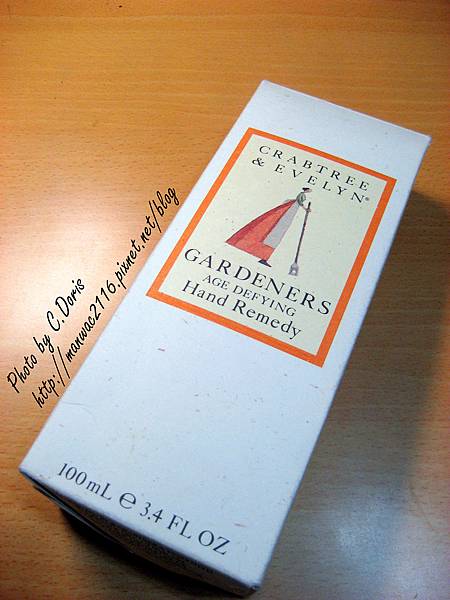 CRABTREE
& EVELYN®
GARDENERS
AGE DEFYING
Hand Remedy
100mL ℮ 3.4 FL OZ
Photo by C.Doris
http://manwac2116.pixnet.net/blog